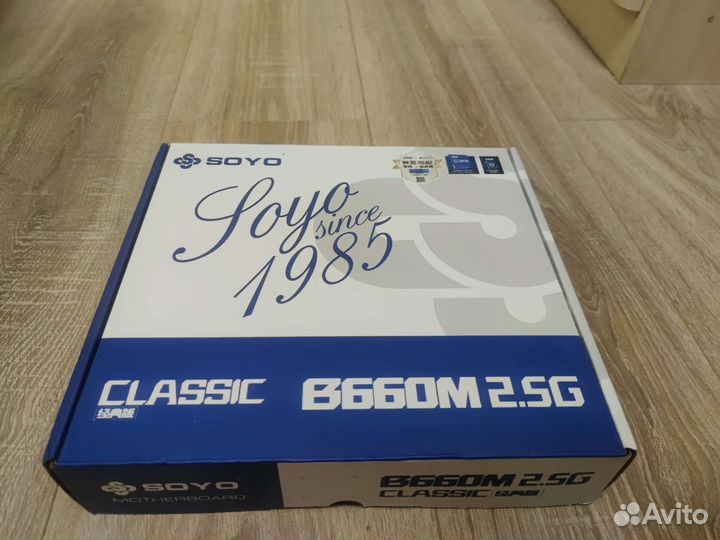 SOYO
Soyo
since
1985
CORE
CLASSIC
经典版
B660M 2.5G
SOYO
MOTHERBOARD
B660M 2.5G
CLASSIC 经典版
Avito